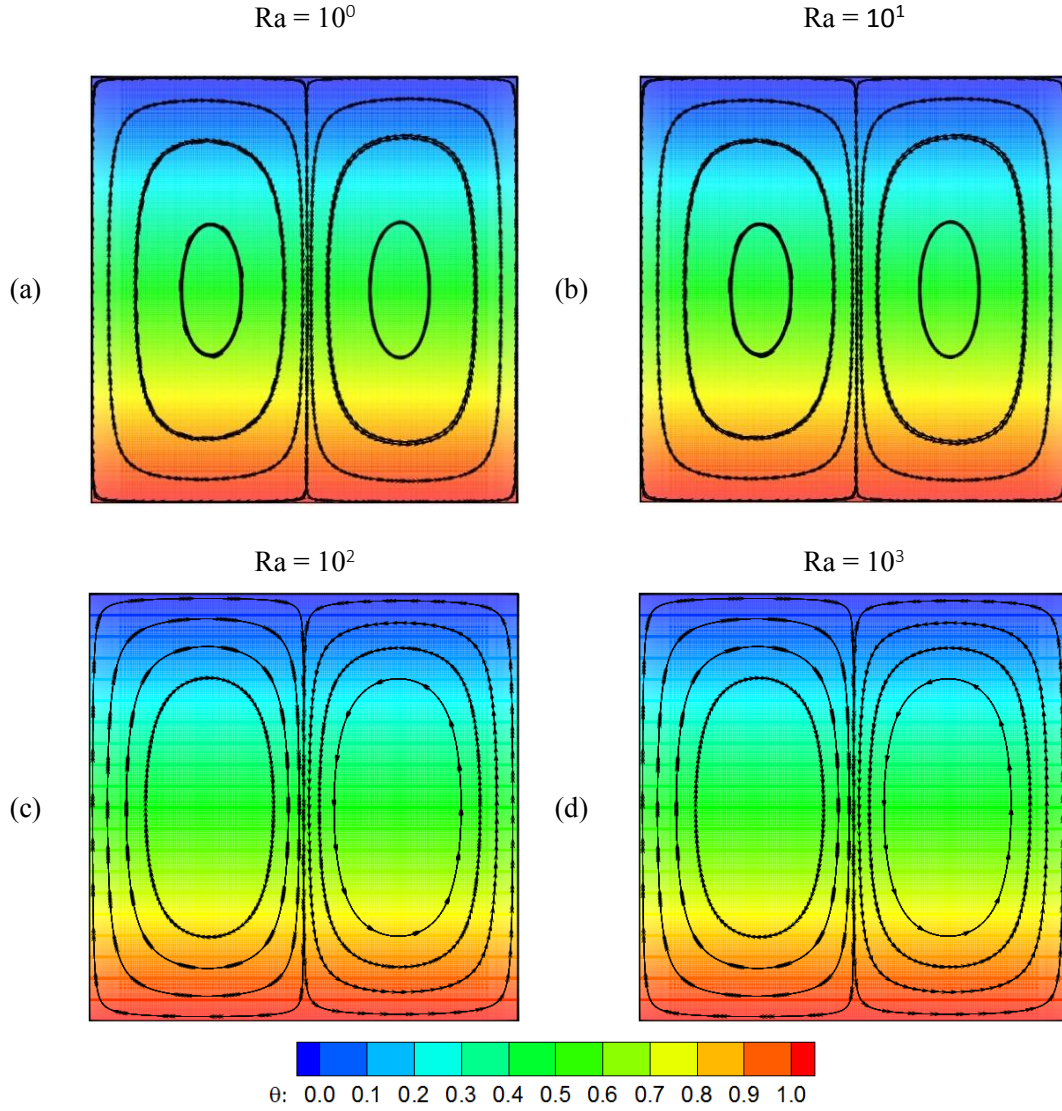 Ra = 10⁰ Ra = 10¹
(a) (b)
Ra = 10² Ra = 10³
(c) (d)
θ: 0.0 0.1 0.2 0.3 0.4 0.5 0.6 0.7 0.8 0.9 1.0